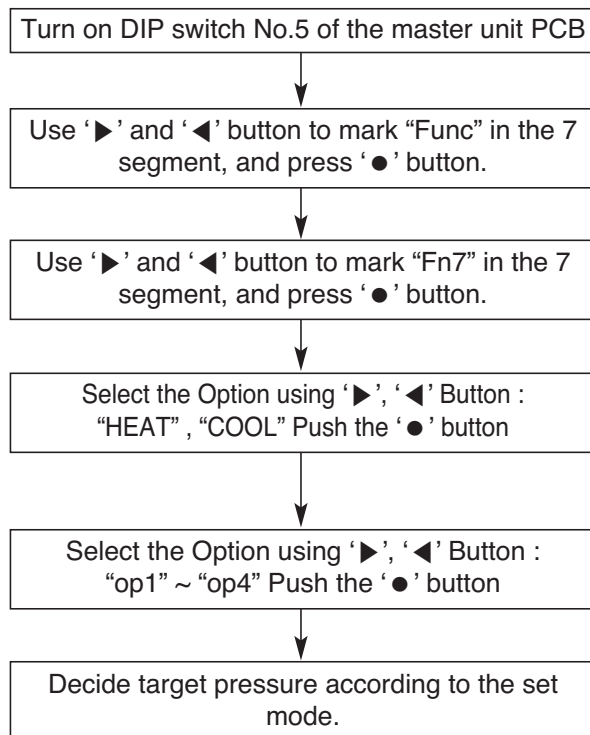 Turn on DIP switch No.5 of the master unit PCB
Use ‘▶’ and ‘◀’ button to mark “Func” in the 7
segment, and press ‘●’ button.
Use ‘▶’ and ‘◀’ button to mark “Fn7” in the 7
segment, and press ‘●’ button.
Select the Option using ‘▶’, ‘◀’ Button :
“HEAT” , “COOL” Push the ‘●’ button
Select the Option using ‘▶’, ‘◀’ Button :
“op1” ~ “op4” Push the ‘●’ button
Decide target pressure according to the set
mode.